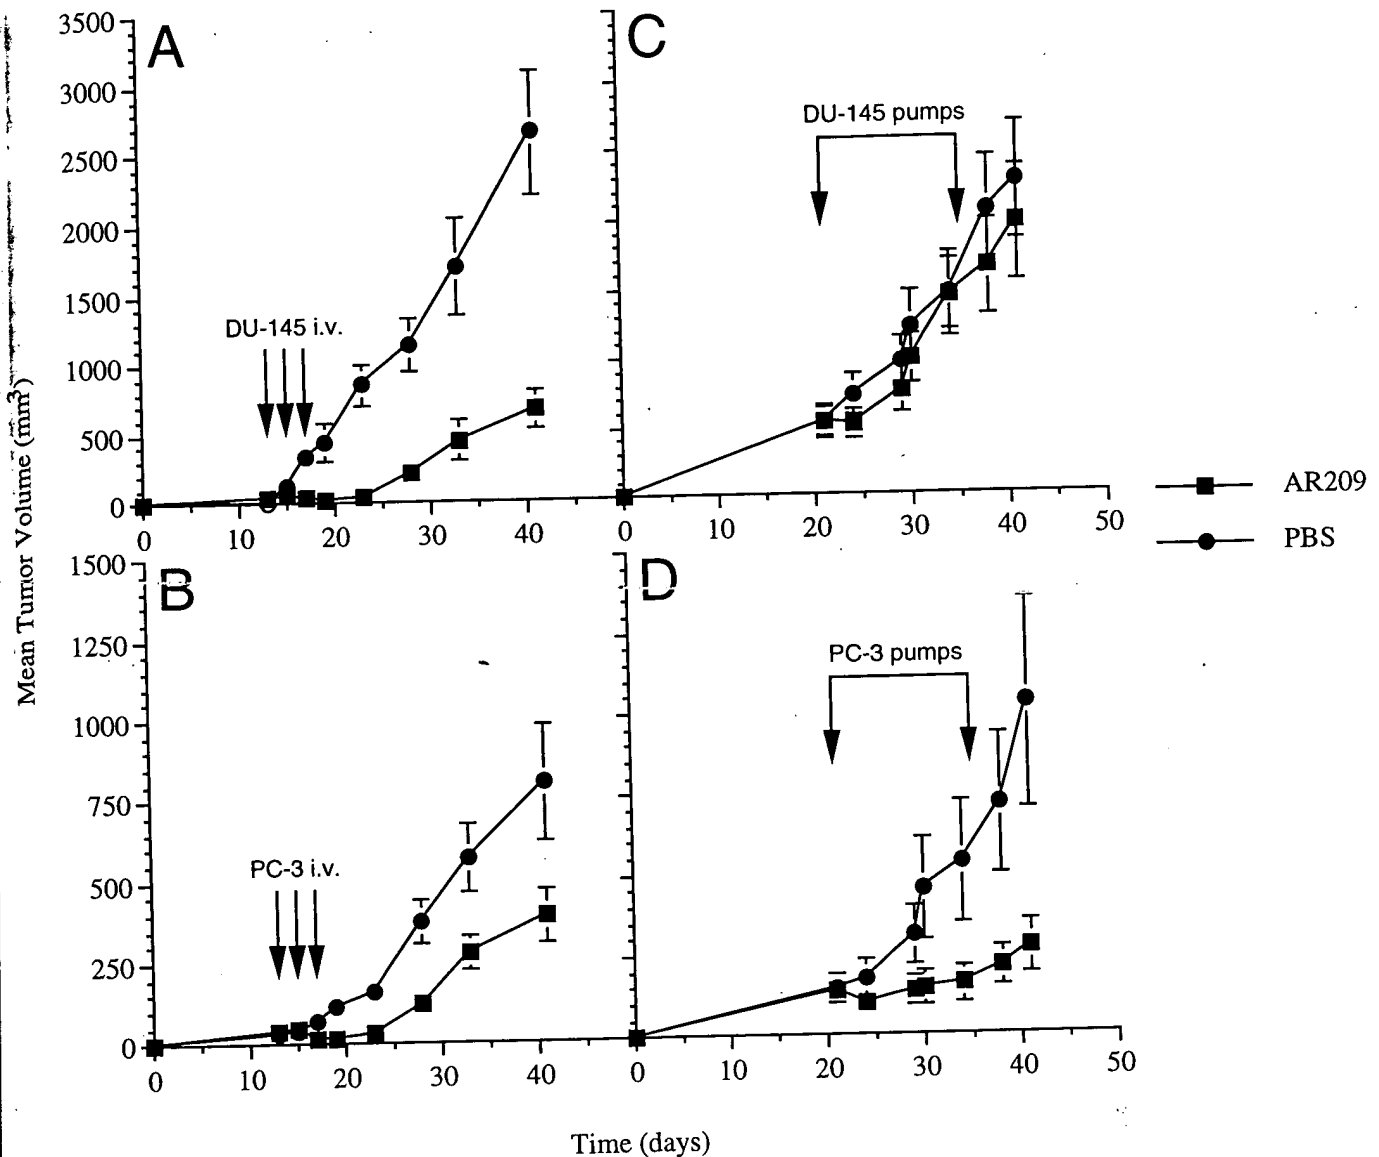 A
C
3500
3000
2500
2000
1500
1000
500
0
DU-145 i.v.
DU-145 pumps
0 10 20 30 40
0 10 20 30 40 50
AR209
PBS
B
D
1500
1250
1000
750
500
250
0
PC-3 i.v.
PC-3 pumps
0 10 20 30 40
0 10 20 30 40 50
Mean Tumor Volume (mm³)
Time (days)